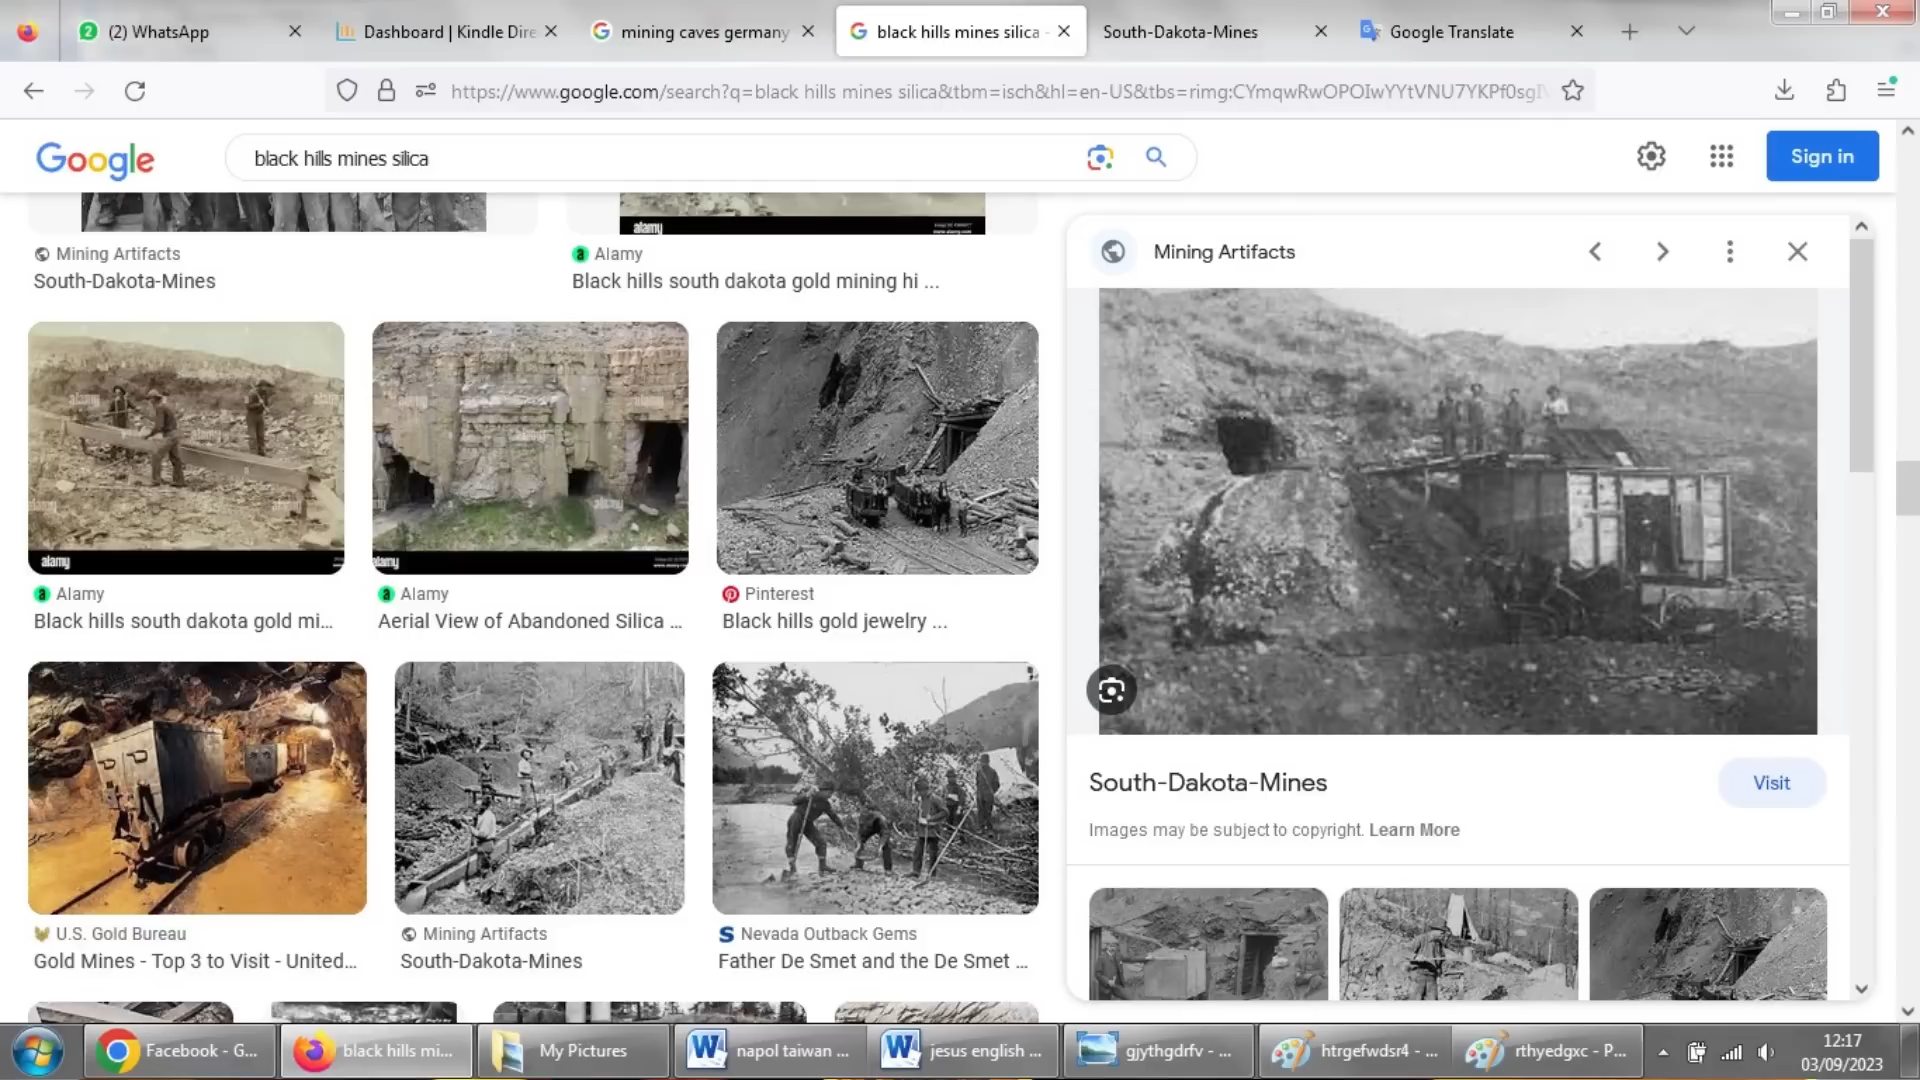 (2) WhatsApp
Dashboard | Kindle Dire
mining caves germany
black hills mines silica -
South-Dakota-Mines
Google Translate
https://www.google.com/search?q=black hills mines silica&tbm=isch&hl=en-US&tbs=rimg:CYmqwRwOPOIwYYtVNU7YKPf0sgI
Google
black hills mines silica
Sign in
alamy
Mining Artifacts
South-Dakota-Mines
Alamy
Black hills south dakota gold mining hi ...
Mining Artifacts
alamy
alamy
Alamy
Black hills south dakota gold mi...
Alamy
Aerial View of Abandoned Silica ...
Pinterest
Black hills gold jewelry ...
South-Dakota-Mines
Visit
Images may be subject to copyright. Learn More
U.S. Gold Bureau
Gold Mines - Top 3 to Visit - United...
Mining Artifacts
South-Dakota-Mines
Nevada Outback Gems
Father De Smet and the De Smet ...
Facebook - G...
black hills mi...
My Pictures
napol taiwan ...
jesus english ...
gjythgdrfv - ...
htrgefwdsr4 - ...
rthyedgxc - P...
12:17
03/09/2023